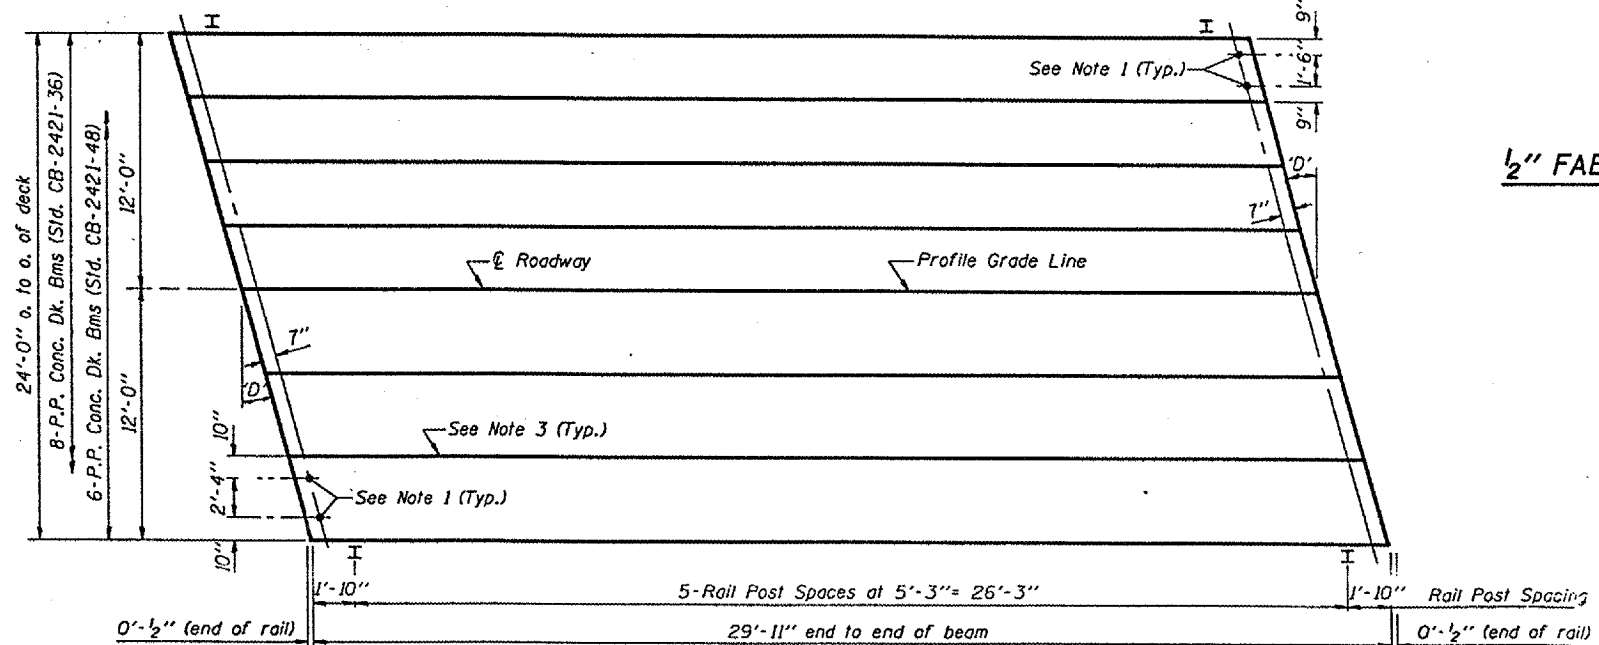 9"
1'-6"
9"
See Note 1 (Typ.)
'D'
7"
1/2" FAB
24'-0" o. to o. of deck
8-P.P. Conc. Dk. Bms (Std. CB-2421-36)
6-P.P. Conc. Dk. Bms (Std. CB-2421-48)
12'-0"
12'-0"
℄ Roadway
Profile Grade Line
7"
'D'
See Note 3 (Typ.)
10"
2'-4"
10"
See Note 1 (Typ.)
1'-10"
5-Rail Post Spaces at 5'-3"= 26'-3"
1'-10"
Rail Post Spacing
0'-1/2" (end of rail)
29'-11" end to end of beam
0'-1/2" (end of rail)